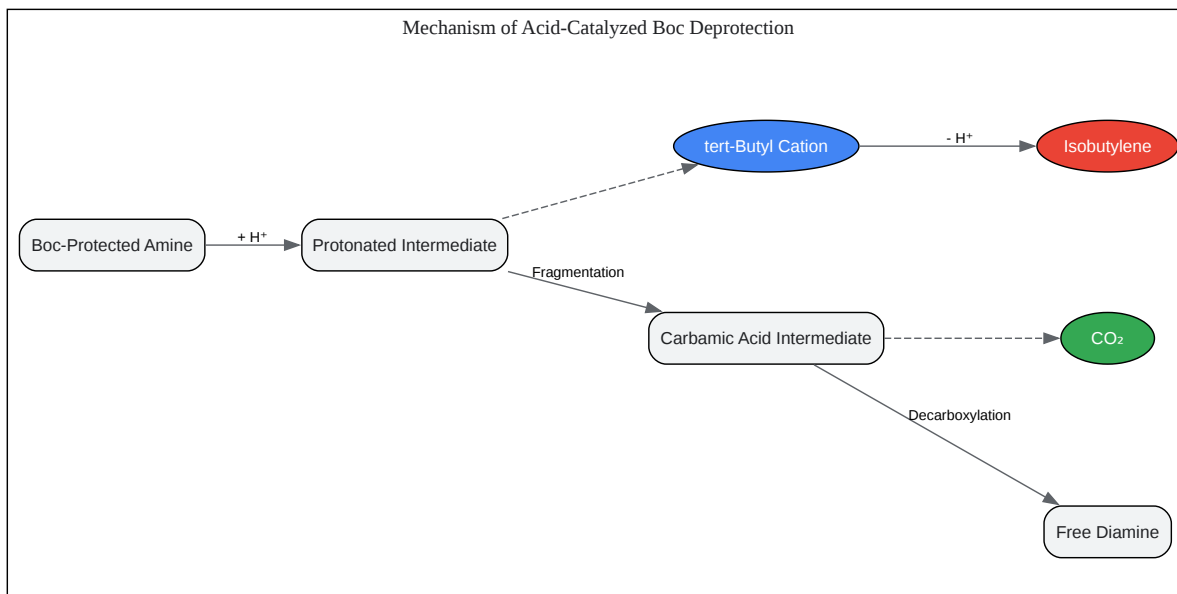 Mechanism of Acid-Catalyzed Boc Deprotection
tert-Butyl Cation
- H⁺
Isobutylene
Boc-Protected Amine
+ H⁺
Protonated Intermediate
Fragmentation
Carbamic Acid Intermediate
CO₂
Decarboxylation
Free Diamine